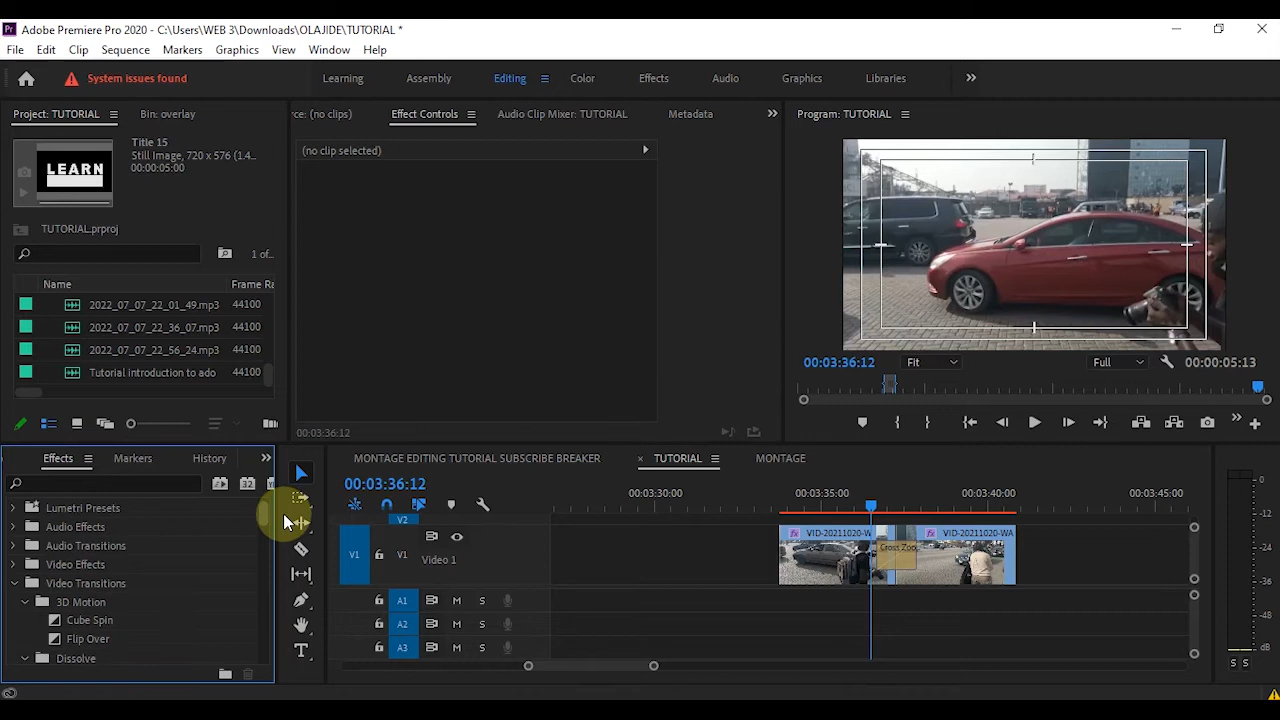 Adobe Premiere Pro 2020 - C:\Users\WEB 3\Downloads\OLAJIDE\TUTORIAL *
File Edit Clip Sequence Markers Graphics View Window Help
System issues found Learning Assembly Editing Color Effects Audio Graphics Libraries
Project: TUTORIAL Bin: overlay
rce: (no clips) Effect Controls Audio Clip Mixer: TUTORIAL Metadata
Program: TUTORIAL
LEARN
Title 15
Still Image, 720 x 576 (1.4...
00:00:05:00
(no clip selected)
TUTORIAL.prproj
1 of...
Name Frame Ra
2022_07_07_22_01_49.mp3 44100
2022_07_07_22_36_07.mp3 44100
2022_07_07_22_56_24.mp3 44100
Tutorial introduction to ado 44100
00:03:36:12
00:03:36:12 Fit Full 00:00:05:13
Effects Markers History
32
Lumetri Presets
Audio Effects
Audio Transitions
Video Effects
Video Transitions
3D Motion
Cube Spin
Flip Over
Dissolve
MONTAGE EDITING TUTORIAL SUBSCRIBE BREAKER × TUTORIAL MONTAGE
00:03:36:12
00:03:30:00 00:03:35:00 00:03:40:00 00:03:45:00
V2
V1 V1 Video 1
fx VID-20211020-W Cross Zoo fx VID-20211020-WA
A1 M S
A2 M S
A3 M S
0
-12
-24
-36
-48
dB
S S